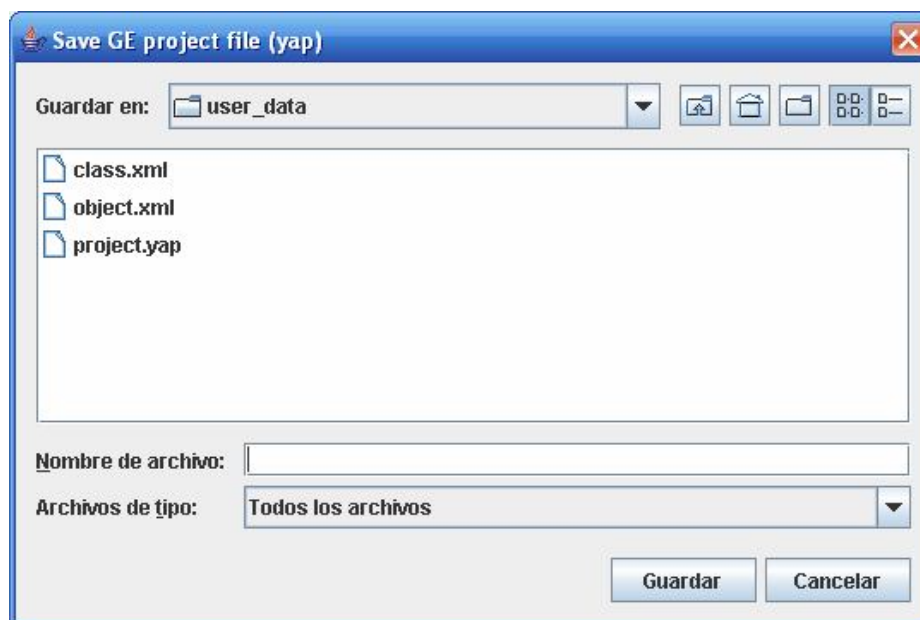 Save GE project file (yap)
Guardar en: user_data
class.xml
object.xml
project.yap
Nombre de archivo:
Archivos de tipo: Todos los archivos
Guardar Cancelar